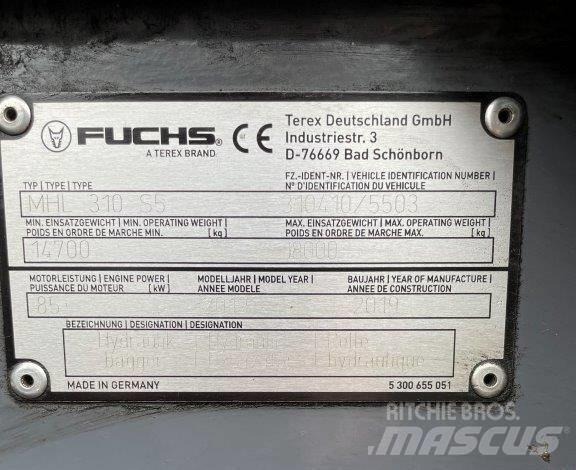 FUCHS® CE
A TEREX BRAND
Terex Deutschland GmbH
Industriestr. 3
D-76669 Bad Schönborn
FZ.-IDENT-NR. | VEHICLE IDENTIFICATION NUMBER |
N° D'IDENTIFICATION DU VEHICULE
TYP | TYPE | TYPE
MHL 310 S5
310410/5503
MIN. EINSATZGEWICHT | MIN. OPERATING WEIGHT |
POIDS EN ORDRE DE MARCHE MIN. [kg]
MAX. EINSATZGEWICHT | MAX. OPERATING WEIGHT |
POIDS EN ORDRE DE MARCHE MAX. [kg]
14700
MOTORLEISTUNG | ENGINE POWER |
PUISSANCE DU MOTEUR [kW]
MODELLJAHR | MODEL YEAR |
ANNEE MODELE
BAUJAHR | YEAR OF MANUFACTURE |
ANNEE DE CONSTRUCTION
85
2019
BEZEICHNUNG | DESIGNATION | DESIGNATION
Hydraulik Pelle
bagger hydraulique
MADE IN GERMANY
5 300 655 051
RITCHIE BROS.
MASCUS